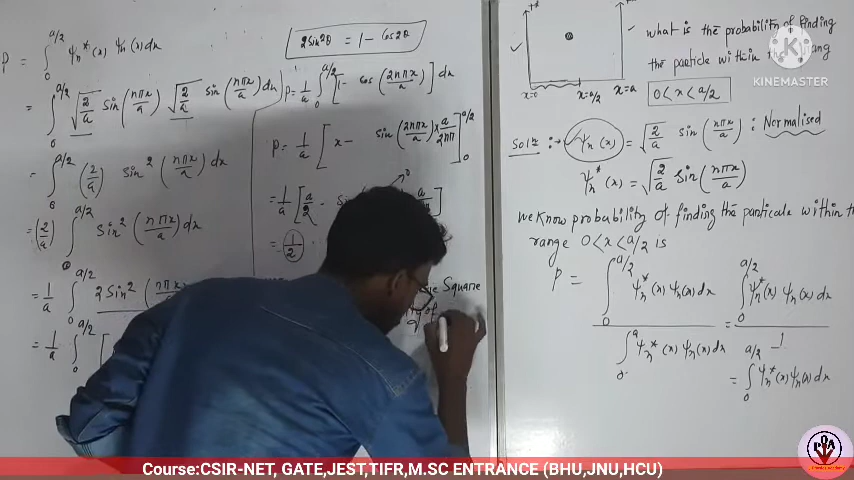 P = ∫₀^{a/2} ψₙ*(x) ψₙ(x) dx
= ∫₀^{a/2} √(2/a) sin(nπx/a) √(2/a) sin(nπx/a) dx
= ∫₀^{a/2} (2/a) sin²(nπx/a) dx
= (2/a) ∫₀^{a/2} sin²(nπx/a) dx
= 1/a ∫₀^{a/2} 2 sin²(nπx
= 1/a ∫₀^{a/2} [
2sin²θ = 1 - cos2θ
P = 1/a ∫₀^{a/2} [1 - cos(2nπx/a)] dx
P = 1/a [x - sin(2nπx/a) × a/2nπ]₀^{a/2}
= 1/a [a/2 -
= 1/2
Square
of
x=0 x=a/2 x=a
what is the probability of finding
the particle within the
0<x<a/2
KINEMASTER
Solⁿ :→ ψₙ(x) = √(2/a) sin(nπx/a) : Normalised
ψₙ*(x) = √(2/a) sin(nπx/a)
We know probability of finding the particale within the
range 0<x<a/2 is
P = ∫₀^{a/2} ψₙ*(x) ψₙ(x) dx / ∫₀^{a} ψₙ*(x) ψₙ(x) dx = ∫₀^{a/2} ψₙ*(x) ψₙ(x) dx / 1
= ∫₀^{a/2} ψₙ*(x) ψₙ(x) dx
Course:CSIR-NET, GATE,JEST,TIFR,M.SC ENTRANCE (BHU,JNU,HCU)